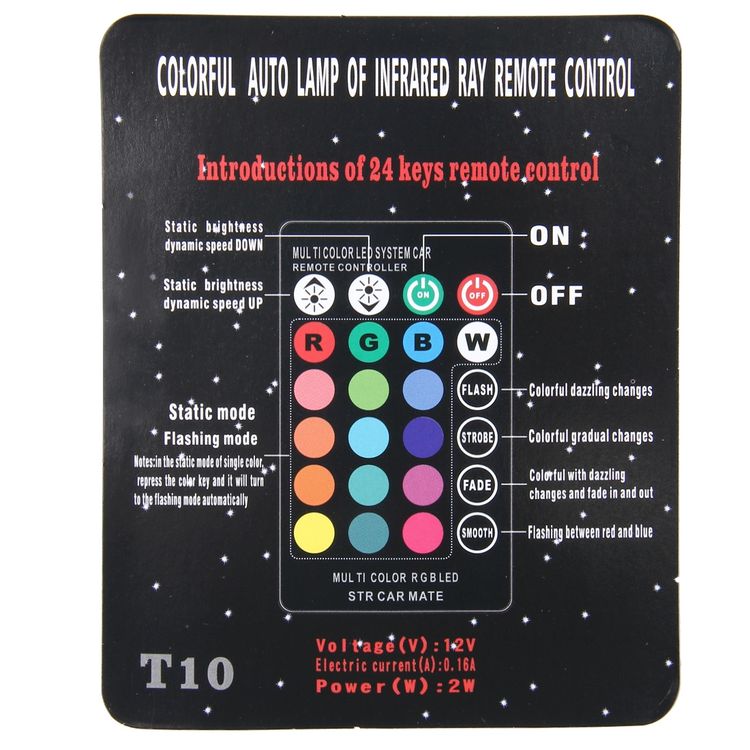 COLORFUL AUTO LAMP OF INFRARED RAY REMOTE CONTROL
Introductions of 24 keys remote control
Static brightness
dynamic speed DOWN
ON
MULTICOLOR LED SYSTEM CAR
REMOTE CONTROLLER
Static brightness
dynamic speed UP
ON
OFF
OFF
R G B W
FLASH
Colorful dazzling changes
Static mode
Flashing mode
Notes:in the static mode of single color,
repress the color key and it will turn
to the flashing mode automatically
STROBE
Colorful gradual changes
FADE
Colorful with dazzling
changes and fade in and out
SMOOTH
Flashing between red and blue
MULTI COLOR RGB LED
STR CAR MATE
T10
Voltage(V):12V
Electric current(A):0.16A
Power(W):2W